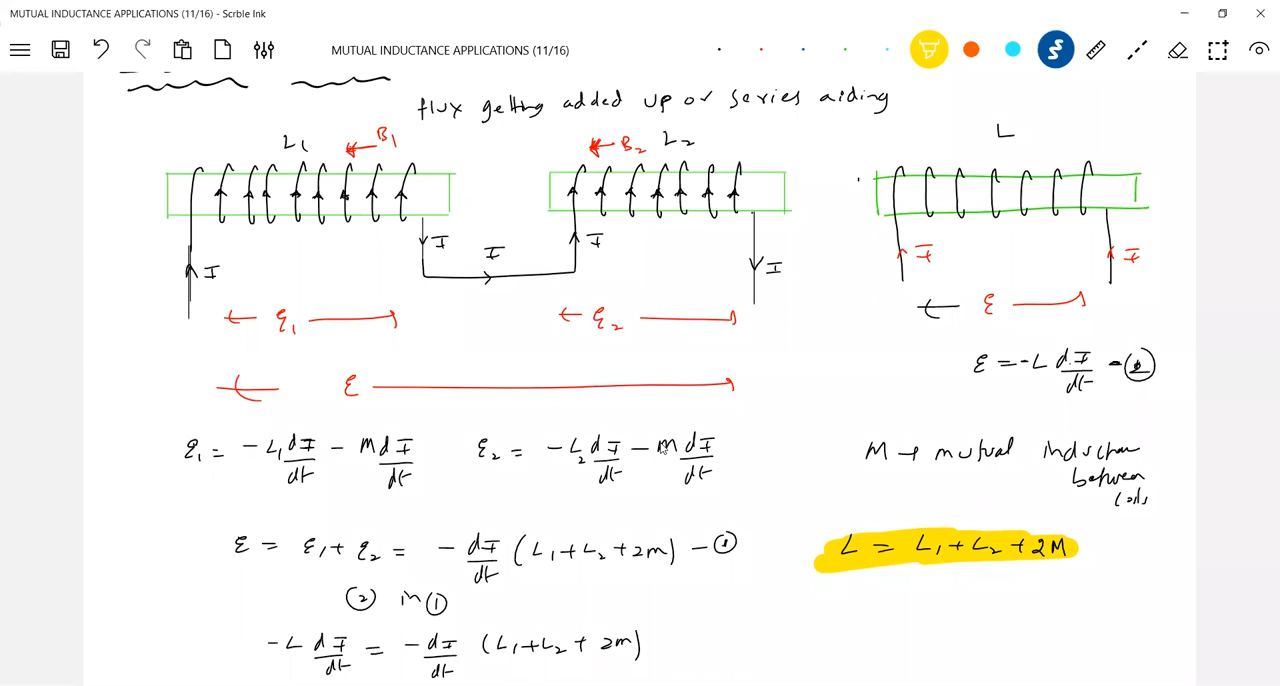 MUTUAL INDUCTANCE APPLICATIONS (11/16) - Scrble Ink
MUTUAL INDUCTANCE APPLICATIONS (11/16)
flux getting added up or series aiding
L₁ B₁ B₂ L₂ L
I I I I I I I
ε₁ ε₂ ε
ε
ε = -L dI/dt - ②
ε₁ = -L₁ dI/dt - M dI/dt ε₂ = -L₂ dI/dt - M dI/dt
M → mutual
between
coils
ε = ε₁ + ε₂ = - dI/dt (L₁ + L₂ + 2m) - ①
L = L₁ + L₂ + 2M
② in ①
-L dI/dt = - dI/dt (L₁ + L₂ + 2m)